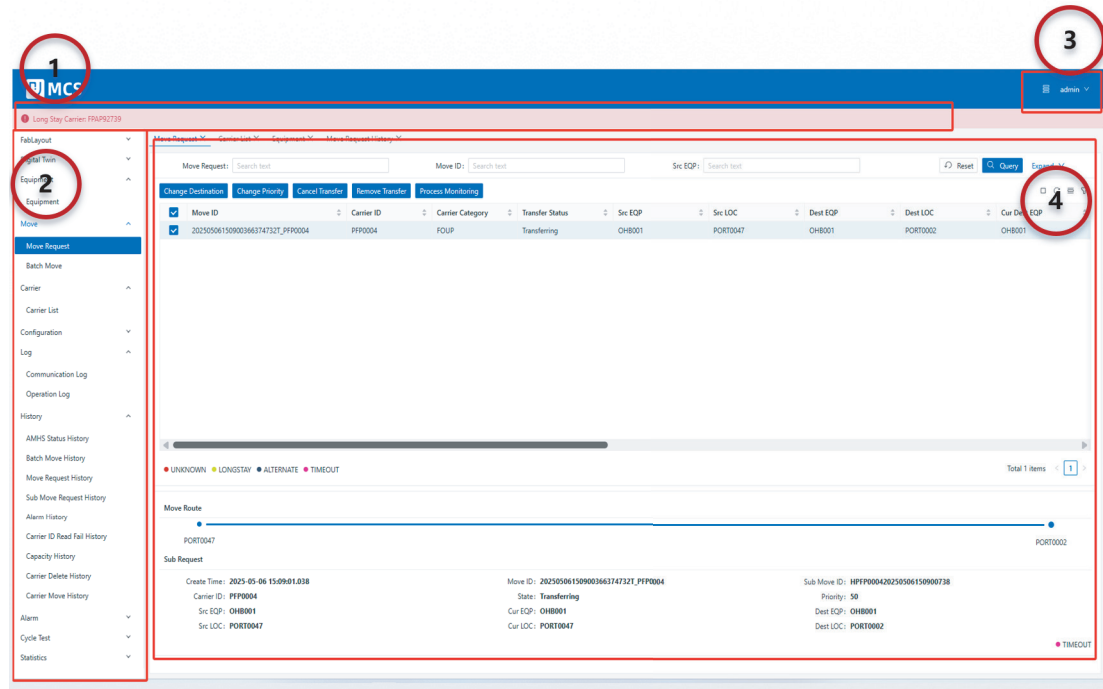 3
1
MCS
admin
Long Stay Carrier: FPAP92739
FabLayout
Digital Twin
2
Equipment
Equipment
Move
Move Request
Batch Move
Carrier
Carrier List
Configuration
Log
Communication Log
Operation Log
History
AMHS Status History
Batch Move History
Move Request History
Sub Move Request History
Alarm History
Carrier ID Read Fail History
Capacity History
Carrier Delete History
Carrier Move History
Alarm
Cycle Test
Statistics
Move Request Carrier List Equipment Move Request History
Move Request: Search text Move ID: Search text Src EQP: Search text Reset Query Expand
Change Destination Change Priority Cancel Transfer Remove Transfer Process Monitoring
4
Move ID Carrier ID Carrier Category Transfer Status Src EQP Src LOC Dest EQP Dest LOC Cur Dest EQP
2025050615090036637 4732T_PFP0004 PFP0004 FOUP Transferring OHB001 PORT0047 OHB001 PORT0002 OHB001
UNKNOWN LONGSTAY ALTERNATE TIMEOUT Total 1 items 1
Move Route
PORT0047 PORT0002
Sub Request
Create Time: 2025-05-06 15:09:01.038 Move ID: 20250506150900366374732T_PFP0004 Sub Move ID: HPFP000420250506150900738
Carrier ID: PFP0004 State: Transferring Priority: 50
Src EQP: OHB001 Cur EQP: OHB001 Dest EQP: OHB001
Src LOC: PORT0047 Cur LOC: PORT0047 Dest LOC: PORT0002
TIMEOUT